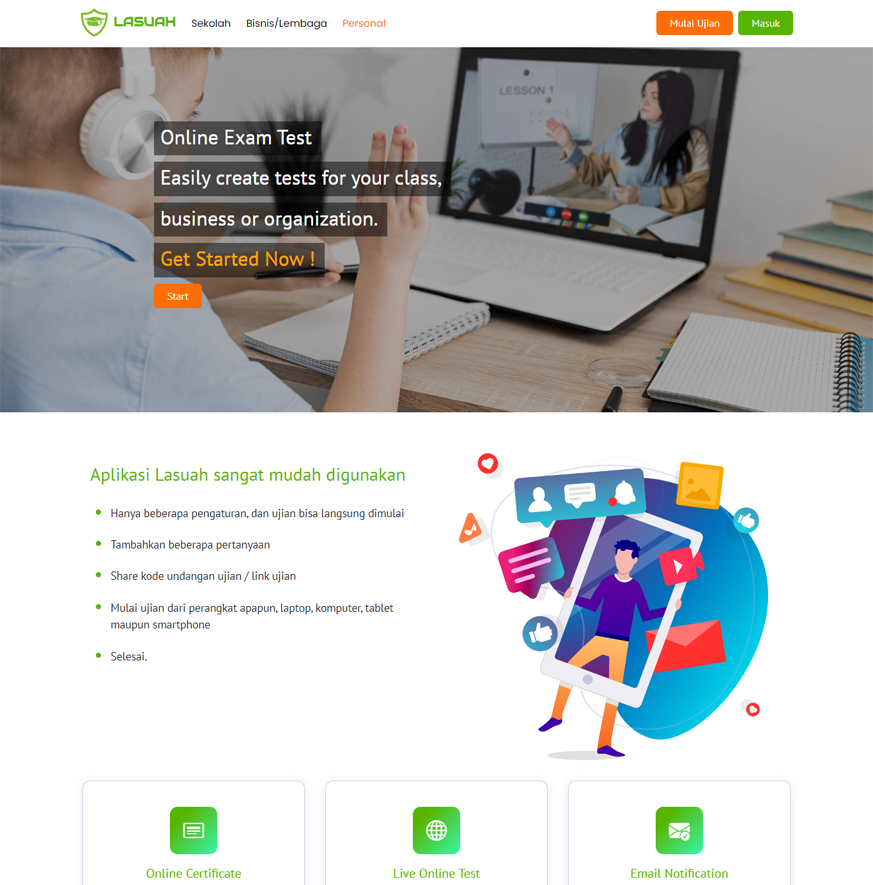 LASUAH
Sekolah
Bisnis/Lembaga
Personal
Mulai Ujian
Masuk
LESSON 1
Online Exam Test
Easily create tests for your class,
business or organization.
Get Started Now !
Start
Aplikasi Lasuah sangat mudah digunakan
Hanya beberapa pengaturan, dan ujian bisa langsung dimulai
Tambahkan beberapa pertanyaan
Share kode undangan ujian / link ujian
Mulai ujian dari perangkat apapun, laptop, komputer, tablet
maupun smartphone
Selesai.
Online Certificate
Live Online Test
Email Notification